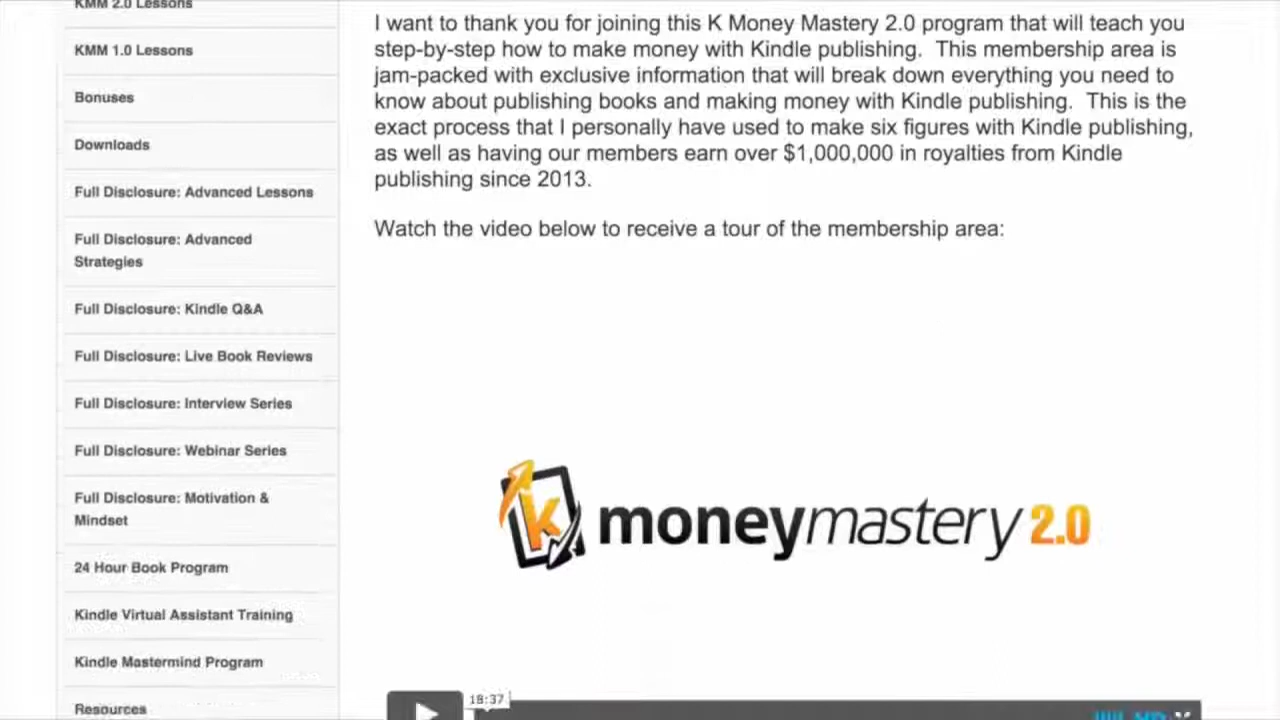 KMM 2.0 Lessons
KMM 1.0 Lessons
Bonuses
Downloads
Full Disclosure: Advanced Lessons
Full Disclosure: Advanced
Strategies
Full Disclosure: Kindle Q&A
Full Disclosure: Live Book Reviews
Full Disclosure: Interview Series
Full Disclosure: Webinar Series
Full Disclosure: Motivation &
Mindset
24 Hour Book Program
Kindle Virtual Assistant Training
Kindle Mastermind Program
Resources
I want to thank you for joining this K Money Mastery 2.0 program that will teach you
step-by-step how to make money with Kindle publishing.  This membership area is
jam-packed with exclusive information that will break down everything you need to
know about publishing books and making money with Kindle publishing.  This is the
exact process that I personally have used to make six figures with Kindle publishing,
as well as having our members earn over $1,000,000 in royalties from Kindle
publishing since 2013.
Watch the video below to receive a tour of the membership area:
k moneymastery 2.0
18:37